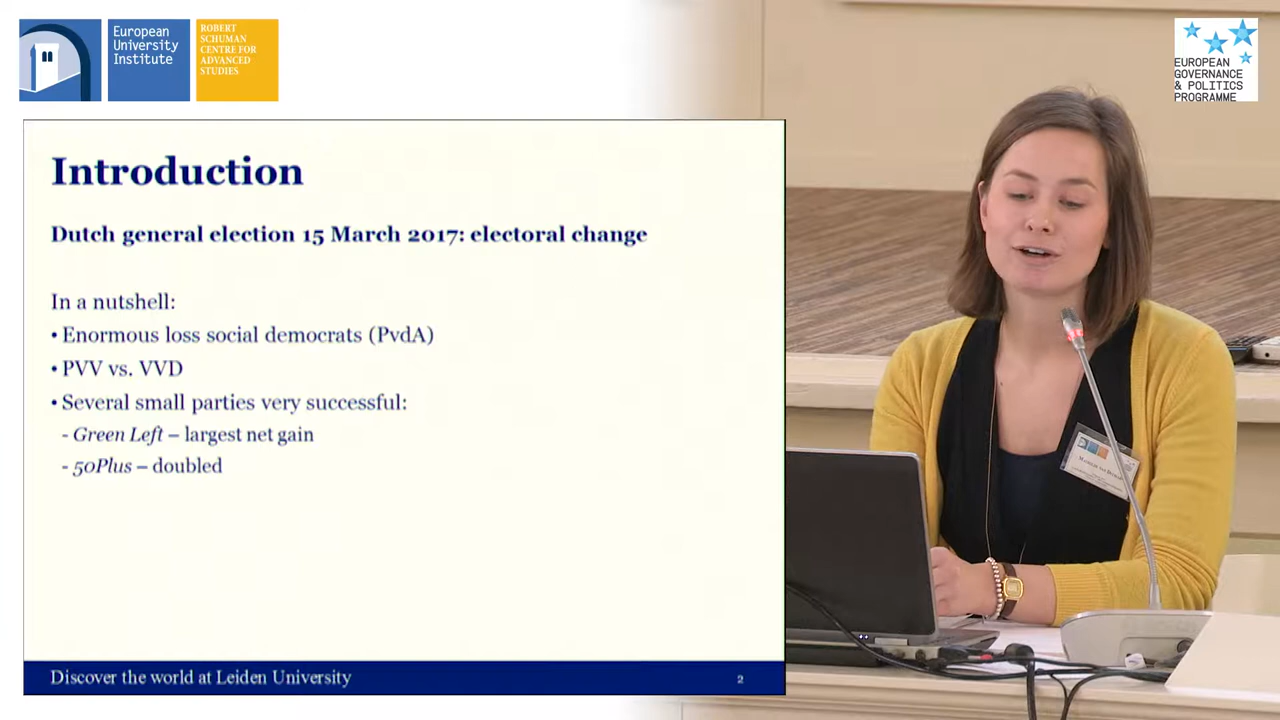 European
University
Institute
ROBERT
SCHUMAN
CENTRE FOR
ADVANCED
STUDIES
EUROPEAN
GOVERNANCE
& POLITICS
PROGRAMME
Introduction
Dutch general election 15 March 2017: electoral change
In a nutshell:
• Enormous loss social democrats (PvdA)
• PVV vs. VVD
• Several small parties very successful:
- Green Left – largest net gain
- 50Plus – doubled
Discover the world at Leiden University
2